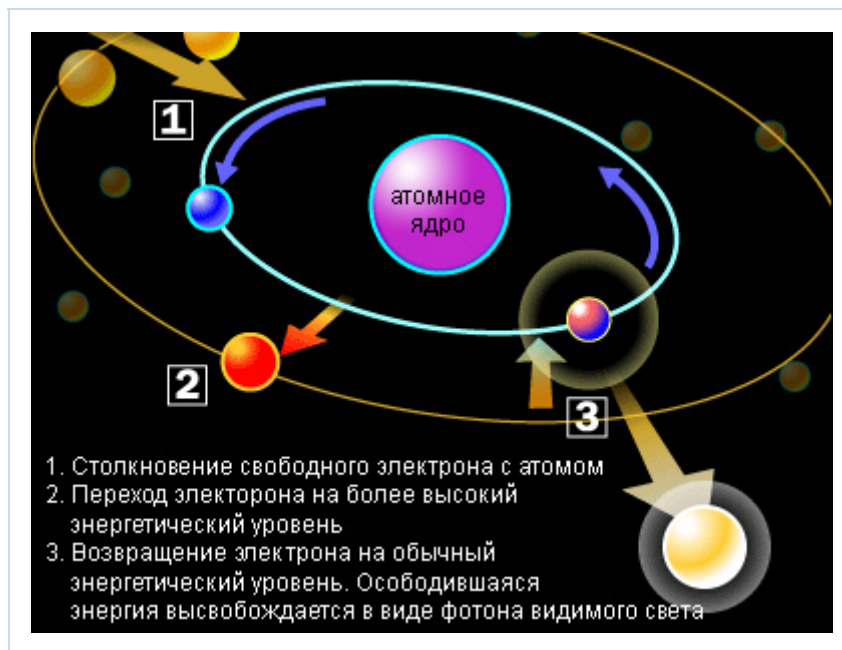 1
атомное
ядро
2
3
1. Столкновение свободного электрона с атомом
2. Переход электорона на более высокий
энергетический уровень
3. Возвращение электрона на обычный
энергетический уровень. Осободившаяся
энергия высвобождается в виде фотона видимого света